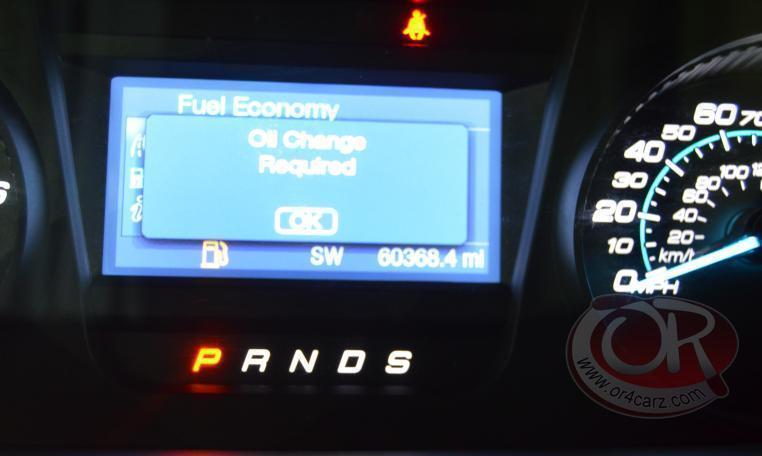 Fuel Economy
Oil Change
Required
OK
SW 60368.4 mi
P R N D S
0 10 20 30 40 50 60 70
20 40 60 80 100
km/h
MPH
OR
www.or4carz.com